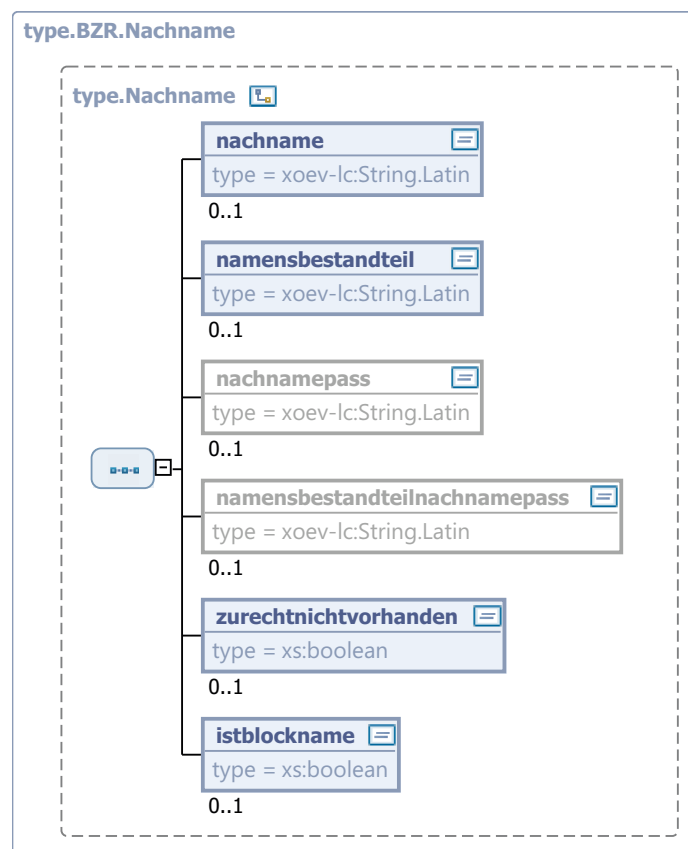 type.BZR.Nachname
type.Nachname
nachname
type = xoev-lc:String.Latin
0..1
namensbestandteil
type = xoev-lc:String.Latin
0..1
nachnamepass
type = xoev-lc:String.Latin
0..1
namensbestandteilnachnamepass
type = xoev-lc:String.Latin
0..1
zurechtnichtvorhanden
type = xs:boolean
0..1
istblockname
type = xs:boolean
0..1